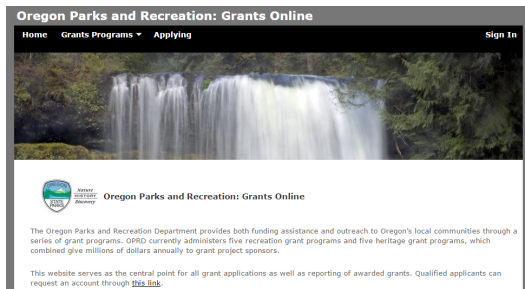 Oregon Parks and Recreation: Grants Online
Home Grants Programs ▼ Applying Sign In
OREGON
STATE
PARKS
Nature
HISTORY
Discovery
Oregon Parks and Recreation: Grants Online
The Oregon Parks and Recreation Department provides both funding assistance and outreach to Oregon's local communities through a
series of grant programs. OPRD currently administers five recreation grant programs and five heritage grant programs, which
combined give millions of dollars annually to grant project sponsors.
This website serves as the central point for all grant applications as well as reporting of awarded grants. Qualified applicants can
request an account through this link.